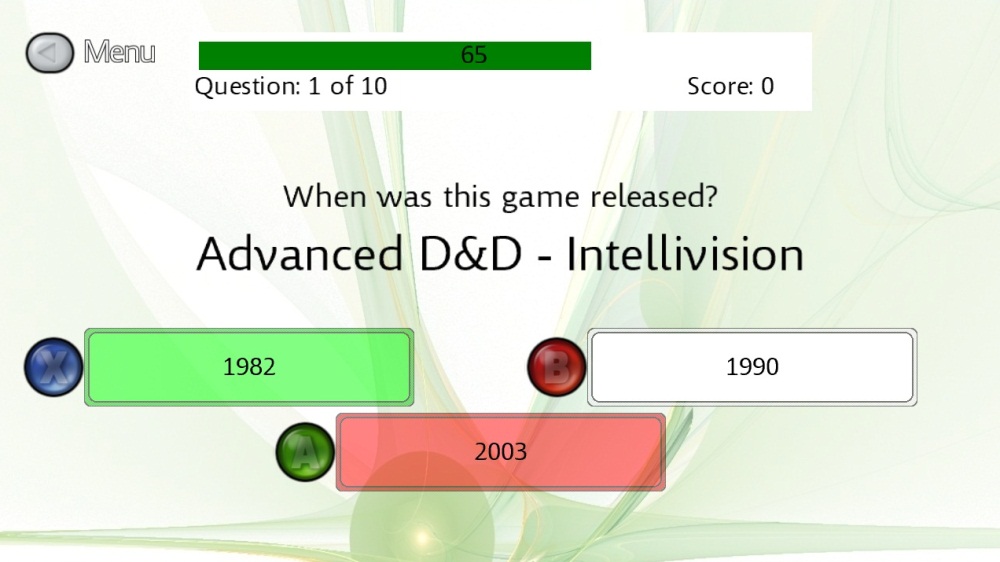 Menu
65
Question: 1 of 10
Score: 0
When was this game released?
Advanced D&D - Intellivision
X
1982
B
1990
A
2003